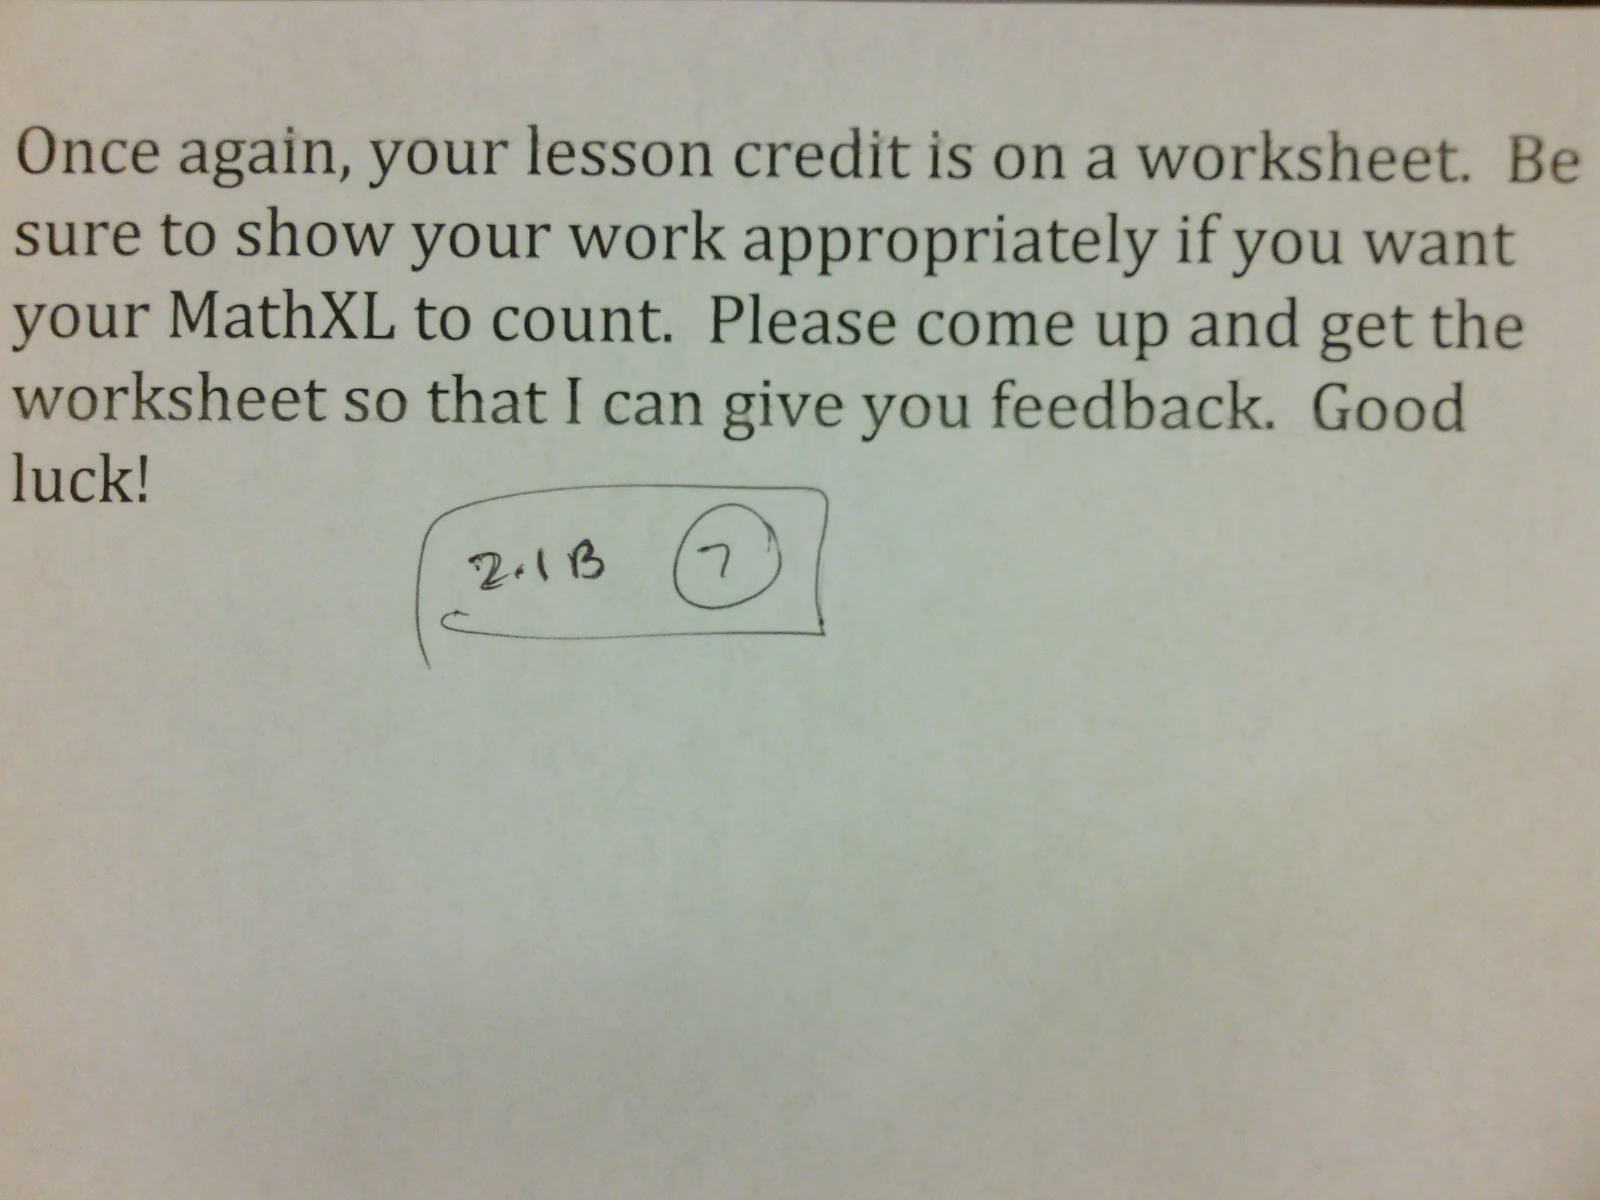 Once again, your lesson credit is on a worksheet.  Be
sure to show your work appropriately if you want
your MathXL to count.  Please come up and get the
worksheet so that I can give you feedback.  Good
luck!
2.1B 7